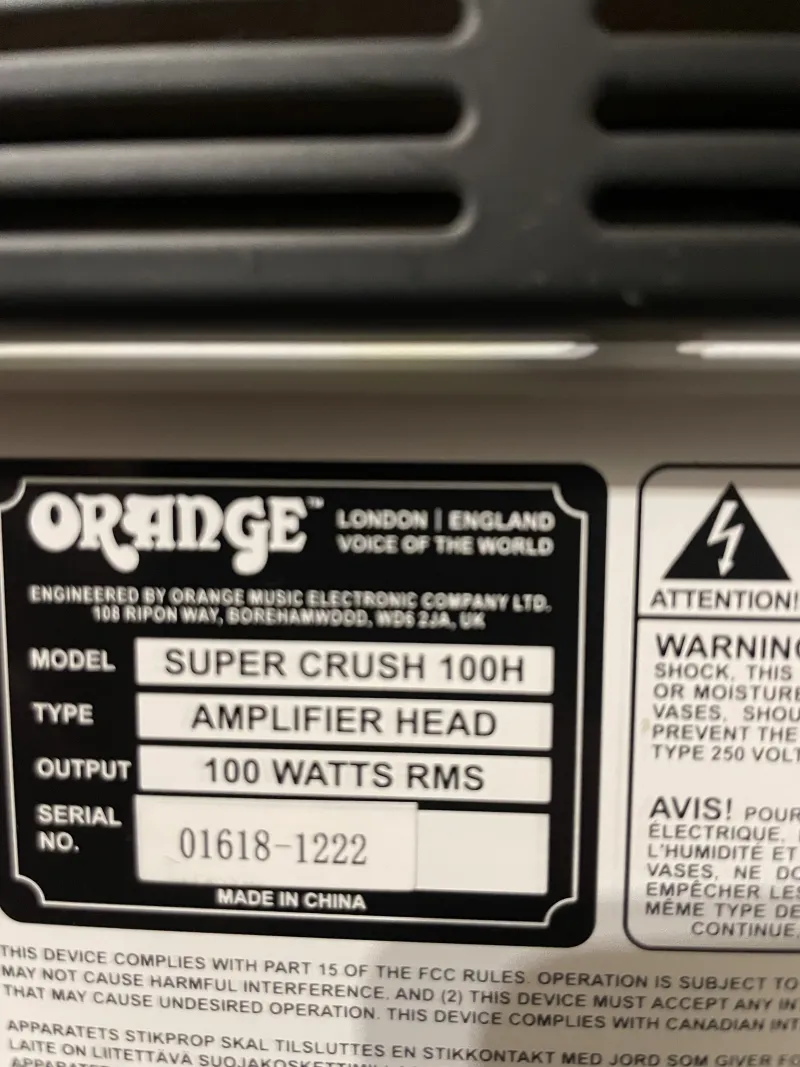 ORANGE™
LONDON | ENGLAND
VOICE OF THE WORLD
ENGINEERED BY ORANGE MUSIC ELECTRONIC COMPANY LTD.
108 RIPON WAY, BOREHAMWOOD, WD6 2JA, UK
MODEL SUPER CRUSH 100H
TYPE AMPLIFIER HEAD
OUTPUT 100 WATTS RMS
SERIAL
NO. 01618-1222
MADE IN CHINA
ATTENTION!
WARNING
SHOCK, THIS
OR MOISTURE
VASES, SHOU
PREVENT THE
TYPE 250 VOLT
AVIS! POUR
ÉLECTRIQUE,
L'HUMIDITÉ ET
VASES, NE DO
EMPÊCHER LES
MÊME TYPE DE
CONTINUE,
THIS DEVICE COMPLIES WITH PART 15 OF THE FCC RULES. OPERATION IS SUBJECT TO
MAY NOT CAUSE HARMFUL INTERFERENCE, AND (2) THIS DEVICE MUST ACCEPT ANY IN
THAT MAY CAUSE UNDESIRED OPERATION. THIS DEVICE COMPLIES WITH CANADIAN INT
APPARATETS STIKPROP SKAL TILSLUTTES EN STIKKONTAKT MED JORD SOM GIVER FO
LAITE ON LIITETTÄVÄ